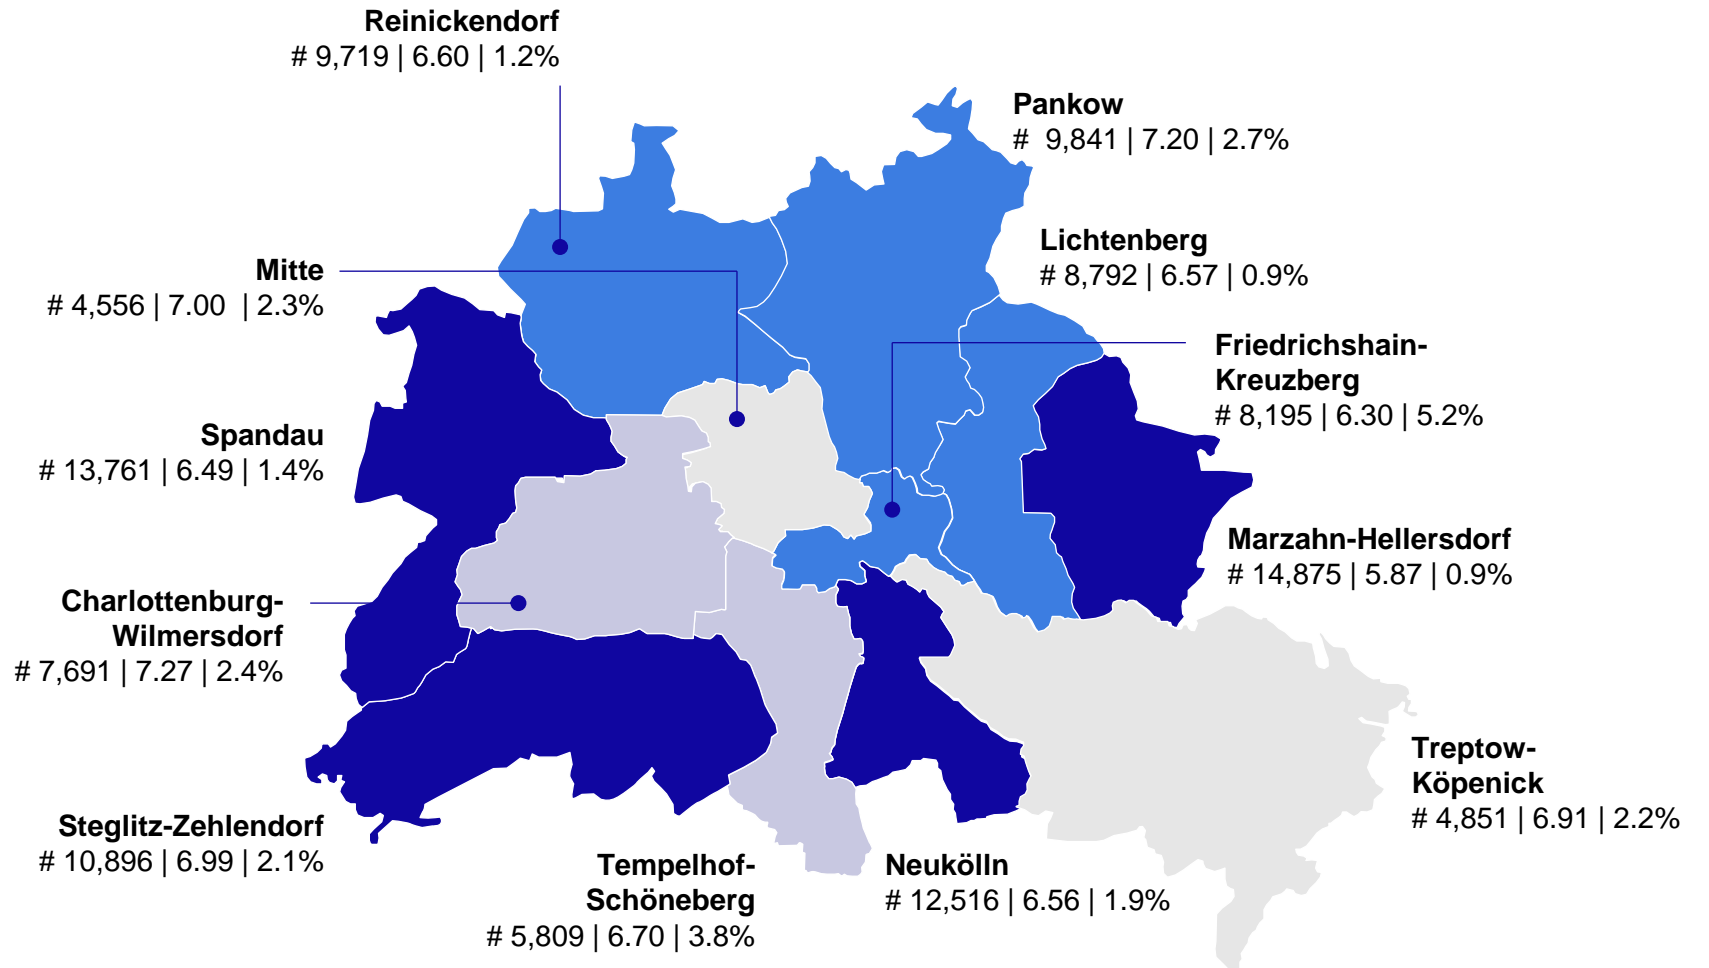 Reinickendorf
# 9,719 | 6.60 | 1.2%
Pankow
#  9,841 | 7.20 | 2.7%
Lichtenberg
# 8,792 | 6.57 | 0.9%
Mitte
# 4,556 | 7.00  | 2.3%
Friedrichshain-
Kreuzberg
# 8,195 | 6.30 | 5.2%
Spandau
# 13,761 | 6.49 | 1.4%
Marzahn-Hellersdorf
# 14,875 | 5.87 | 0.9%
Charlottenburg-
Wilmersdorf
# 7,691 | 7.27 | 2.4%
Treptow-
Köpenick
# 4,851 | 6.91 | 2.2%
Steglitz-Zehlendorf
# 10,896 | 6.99 | 2.1%
Tempelhof-
Schöneberg
# 5,809 | 6.70 | 3.8%
Neukölln
# 12,516 | 6.56 | 1.9%